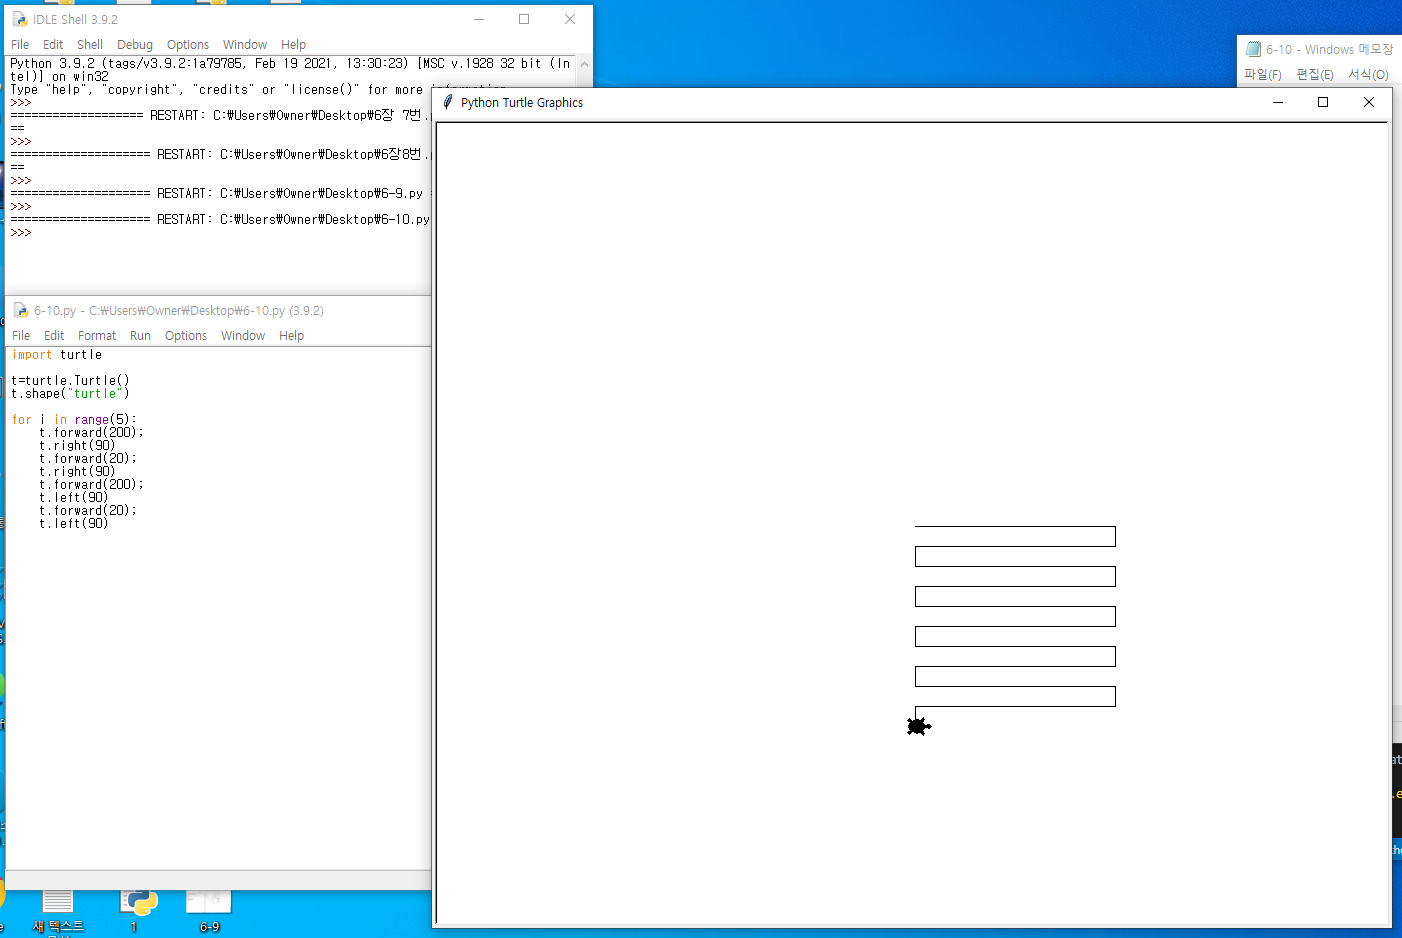 IDLE Shell 3.9.2
File Edit Shell Debug Options Window Help
Python 3.9.2 (tags/v3.9.2:1a79785, Feb 19 2021, 13:30:23) [MSC v.1928 32 bit (In
tel)] on win32
Type "help", "copyright", "credits" or "license()" for more information
>>>
=================== RESTART: C:₩Users₩Owner₩Desktop₩6장 7번.
==
>>>
==================== RESTART: C:₩Users₩Owner₩Desktop₩6장8번.
==
>>>
==================== RESTART: C:₩Users₩Owner₩Desktop₩6-9.py
>>>
==================== RESTART: C:₩Users₩Owner₩Desktop₩6-10.py
>>>
6-10 - Windows 메모장
파일(F) 편집(E) 서식(O)
Python Turtle Graphics
6-10.py - C:₩Users₩Owner₩Desktop₩6-10.py (3.9.2)
File Edit Format Run Options Window Help
import turtle
t=turtle.Turtle()
t.shape("turtle")
for i in range(5):
    t.forward(200);
    t.right(90)
    t.forward(20);
    t.right(90)
    t.forward(200);
    t.left(90)
    t.forward(20);
    t.left(90)
새 텍스트
1
6-9